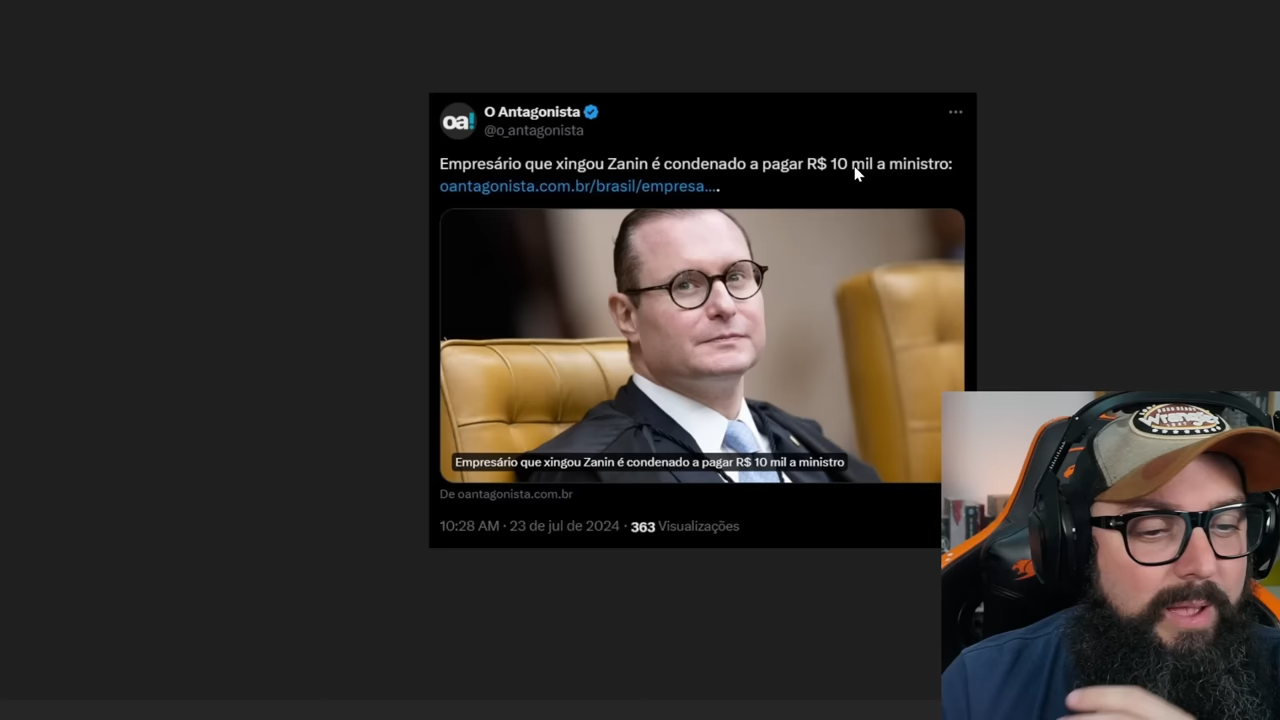 oa!
O Antagonista
@o_antagonista
Empresário que xingou Zanin é condenado a pagar R$ 10 mil a ministro:
oantagonista.com.br/brasil/empresa....
Empresário que xingou Zanin é condenado a pagar R$ 10 mil a ministro
De oantagonista.com.br
10:28 AM · 23 de jul de 2024 · 363 Visualizações
Wrangler